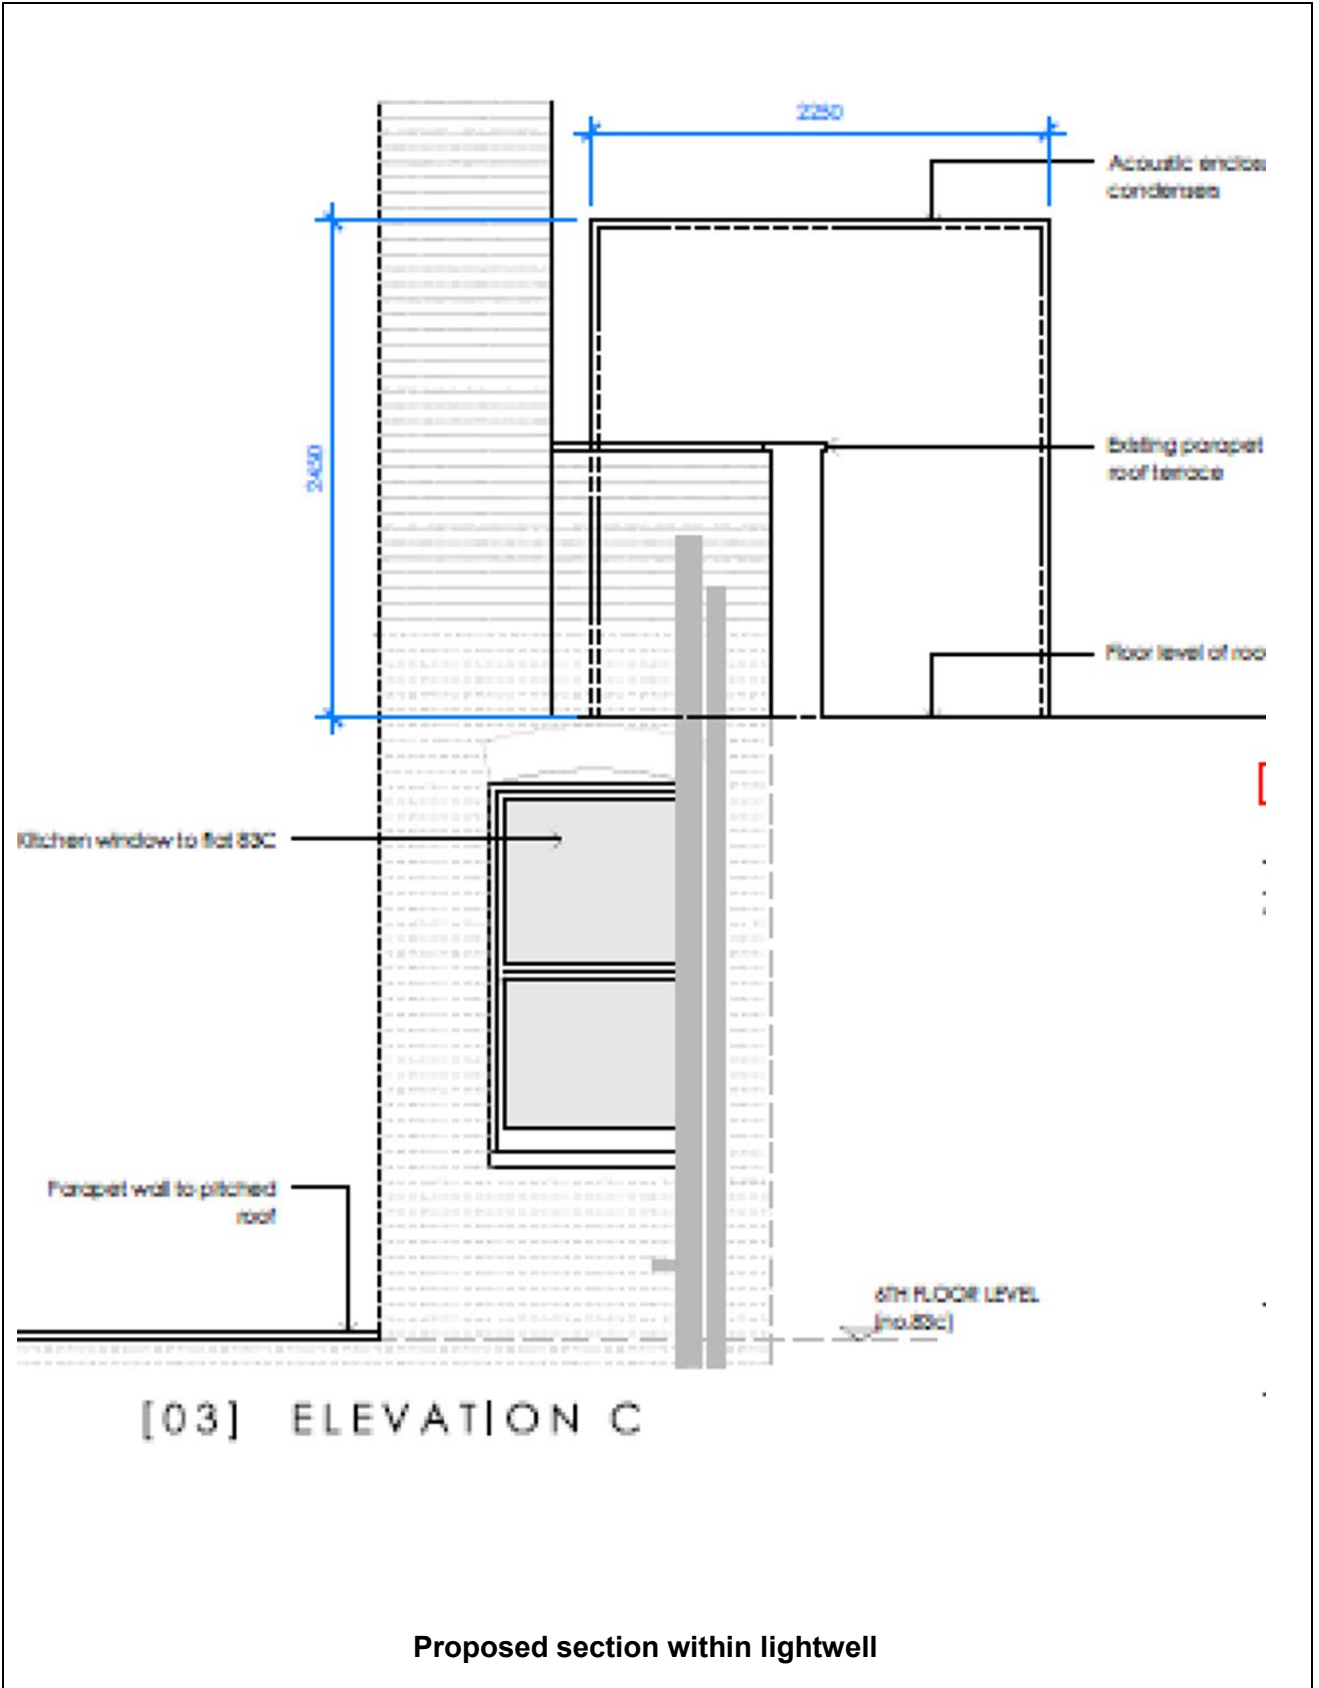 2250
Acoustic enclosu
condensers
2450
Existing parapet
roof terrace
Floor level of roo
Kitchen window to flat 83C
Parapet wall to pitched
roof
6TH FLOOR LEVEL
[no.83c]
[03] ELEVATION C
Proposed section within lightwell